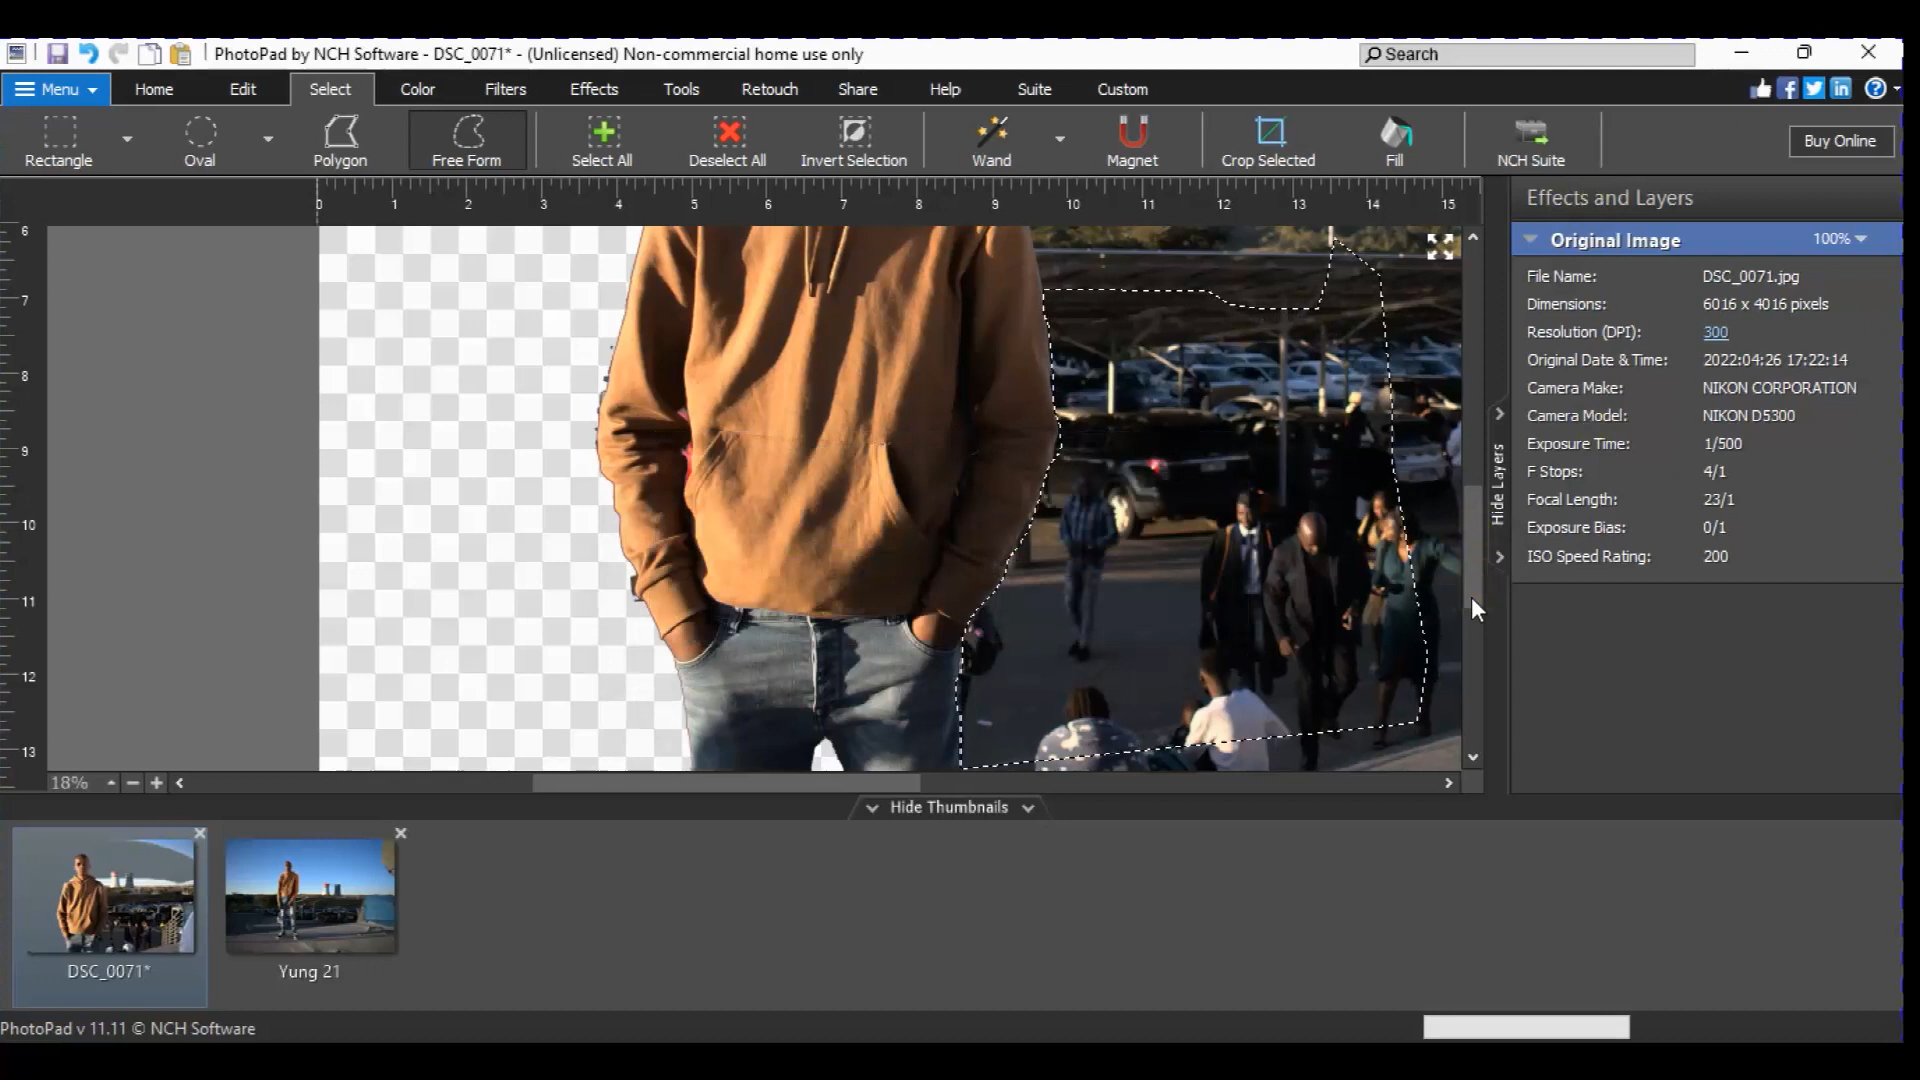 PhotoPad by NCH Software - DSC_0071* - (Unlicensed) Non-commercial home use only
Search
Menu Home Edit Select Color Filters Effects Tools Retouch Share Help Suite Custom
Rectangle Oval Polygon Free Form Select All Deselect All Invert Selection Wand Magnet Crop Selected Fill NCH Suite Buy Online
0 1 2 3 4 5 6 7 8 9 10 11 12 13 14 15
6
7
8
9
10
11
12
13
Effects and Layers
Original Image 100%
File Name: DSC_0071.jpg
Dimensions: 6016 x 4016 pixels
Resolution (DPI): 300
Original Date & Time: 2022:04:26 17:22:14
Camera Make: NIKON CORPORATION
Camera Model: NIKON D5300
Exposure Time: 1/500
F Stops: 4/1
Focal Length: 23/1
Exposure Bias: 0/1
ISO Speed Rating: 200
Hide Layers
18%
Hide Thumbnails
DSC_0071*
Yung 21
PhotoPad v 11.11 © NCH Software